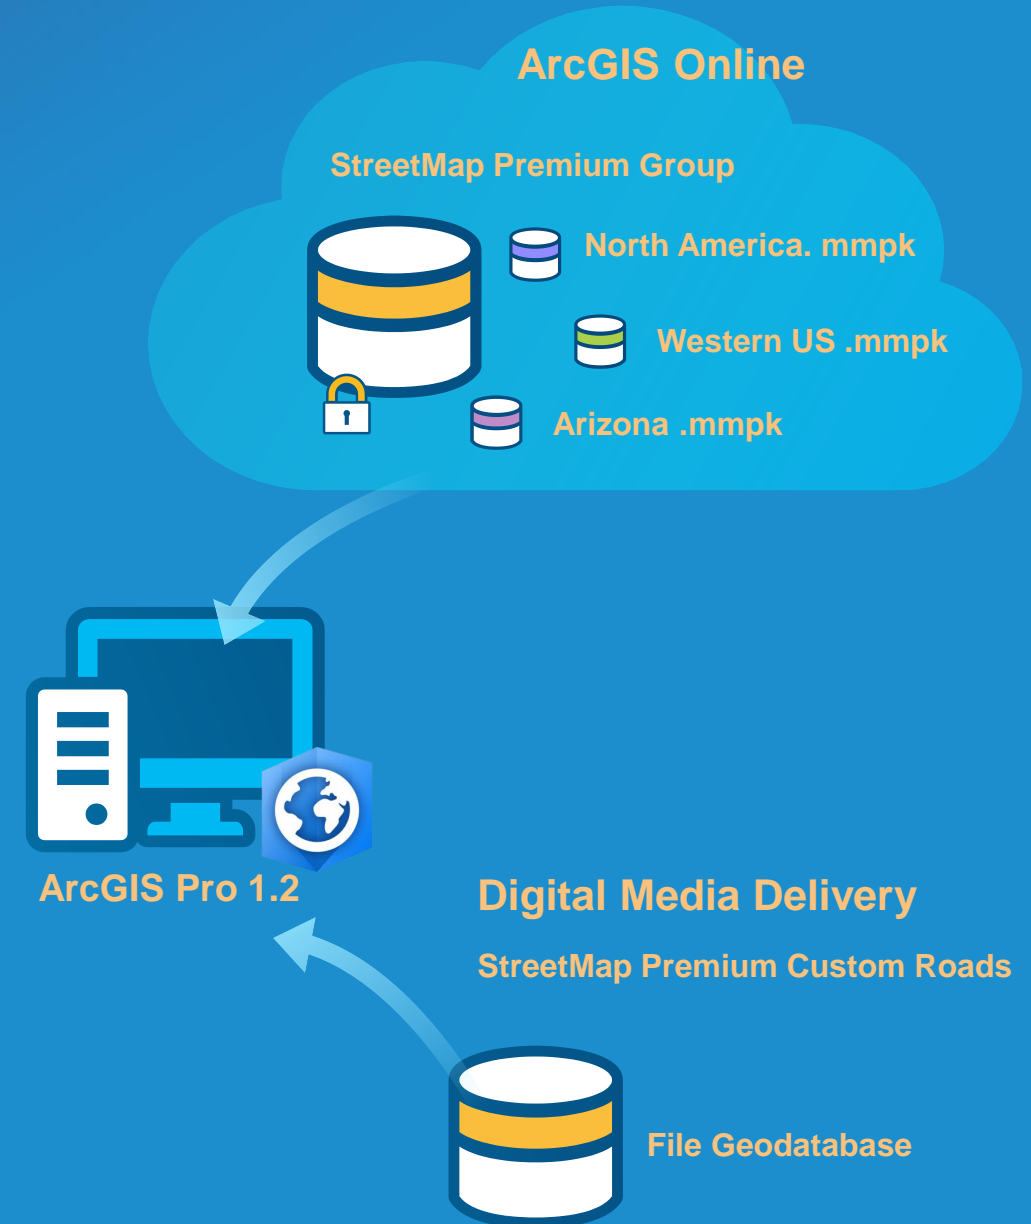 ArcGIS Online
StreetMap Premium Group
North America. mmpk
Western US .mmpk
Arizona .mmpk
ArcGIS Pro 1.2
Digital Media Delivery
StreetMap Premium Custom Roads
File Geodatabase